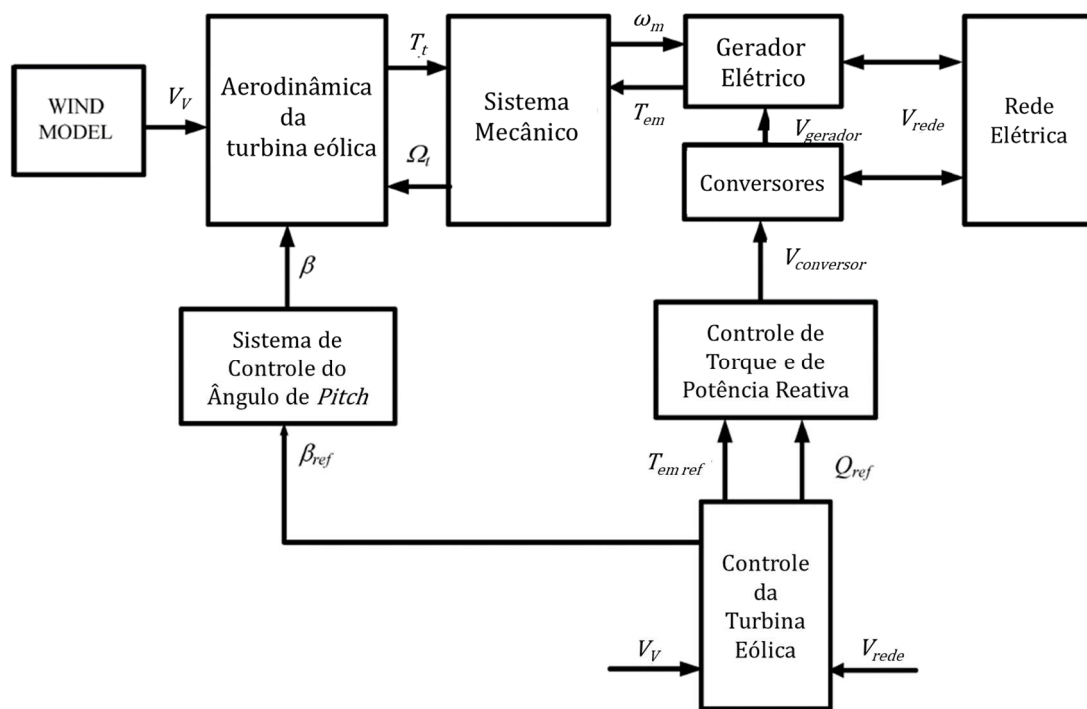 WIND
MODEL
V_V
Aerodinâmica
da
turbina eólica
T_t
Ω_t
Sistema
Mecânico
ω_m
T_em
Gerador
Elétrico
V_gerador
V_rede
Rede
Elétrica
Conversores
V_conversor
β
Sistema de
Controle do
Ângulo de Pitch
Controle de
Torque e de
Potência Reativa
β_ref
T_em ref
Q_ref
Controle
da
Turbina
Eólica
V_V
V_rede